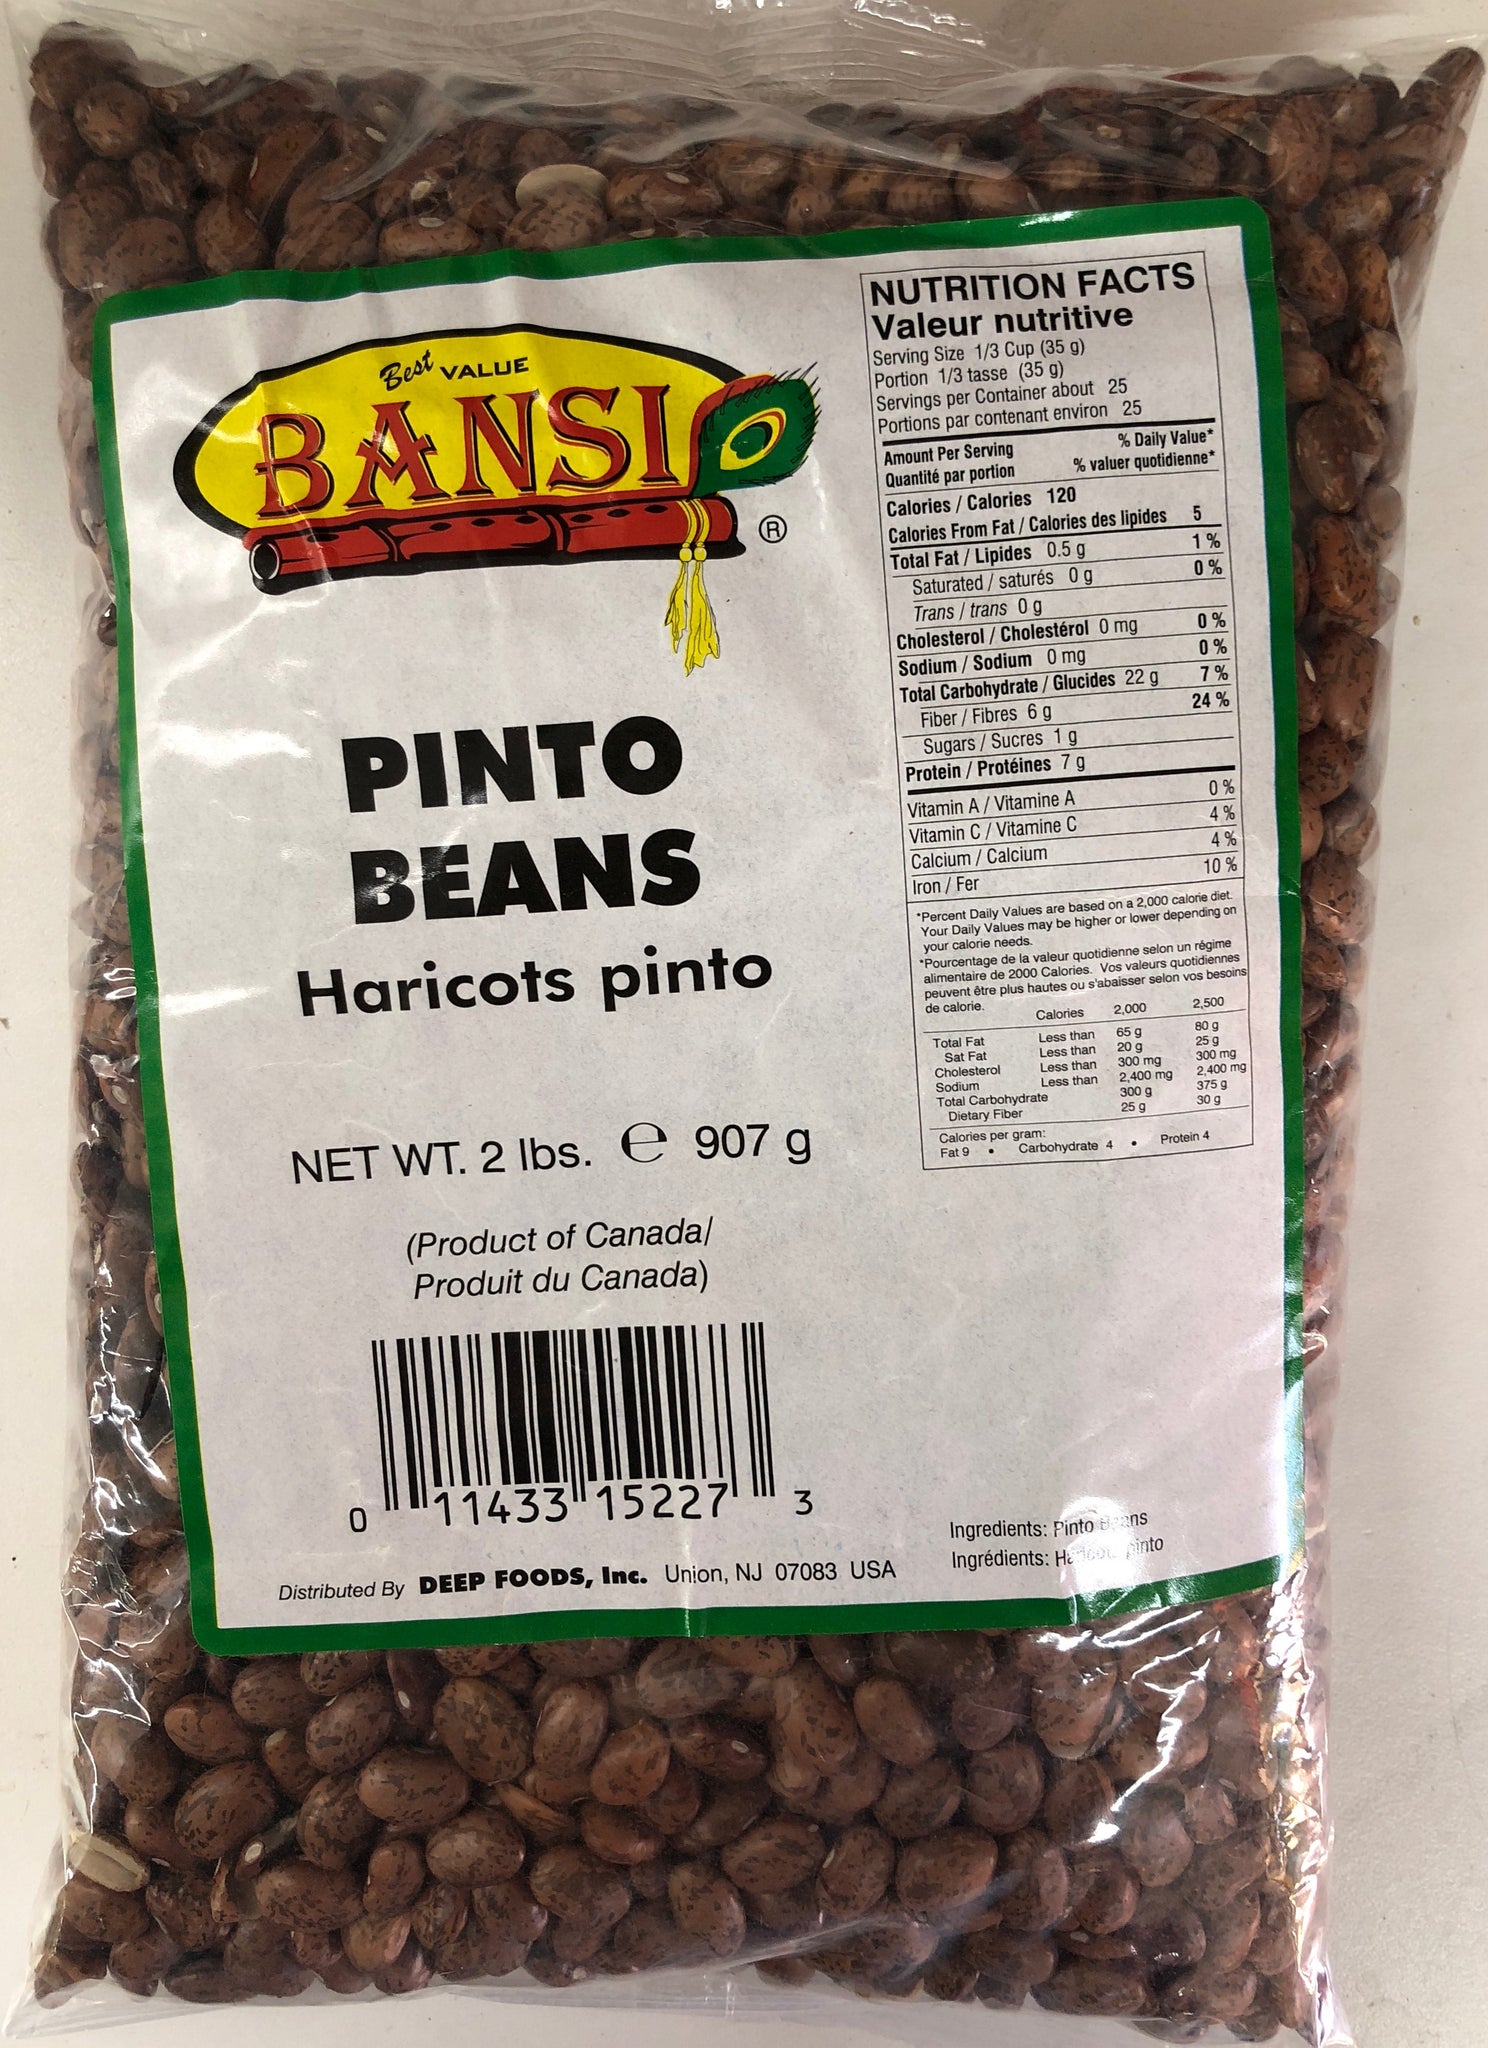 Best VALUE
BANSI
®
PINTO
BEANS
Haricots pinto
NET WT. 2 lbs. ℮ 907 g
(Product of Canada/
Produit du Canada)
0 11433 15227 3
Distributed By DEEP FOODS, Inc. Union, NJ 07083 USA
NUTRITION FACTS
Valeur nutritive
Serving Size 1/3 Cup (35 g)
Portion 1/3 tasse (35 g)
Servings per Container about 25
Portions par contenant environ 25
Amount Per Serving % Daily Value*
Quantité par portion % valuer quotidienne*
Calories / Calories 120
Calories From Fat / Calories des lipides 5
Total Fat / Lipides 0.5 g 1 %
Saturated / saturés 0 g 0 %
Trans / trans 0 g
Cholesterol / Cholestérol 0 mg 0 %
Sodium / Sodium 0 mg 0 %
Total Carbohydrate / Glucides 22 g 7 %
Fiber / Fibres 6 g 24 %
Sugars / Sucres 1 g
Protein / Protéines 7 g
Vitamin A / Vitamine A 0 %
Vitamin C / Vitamine C 4 %
Calcium / Calcium 4 %
Iron / Fer 10 %
*Percent Daily Values are based on a 2,000 calorie diet.
Your Daily Values may be higher or lower depending on
your calorie needs.
*Pourcentage de la valeur quotidienne selon un régime
alimentaire de 2000 Calories. Vos valeurs quotidiennes
peuvent être plus hautes ou s'abaisser selon vos besoins
de calorie.
Calories 2,000 2,500
Total Fat Less than 65 g 80 g
Sat Fat Less than 20 g 25 g
Cholesterol Less than 300 mg 300 mg
Sodium Less than 2,400 mg 2,400 mg
Total Carbohydrate 300 g 375 g
Dietary Fiber 25 g 30 g
Calories per gram:
Fat 9 • Carbohydrate 4 • Protein 4
Ingredients: Pinto Beans
Ingrédients: Haricots pinto